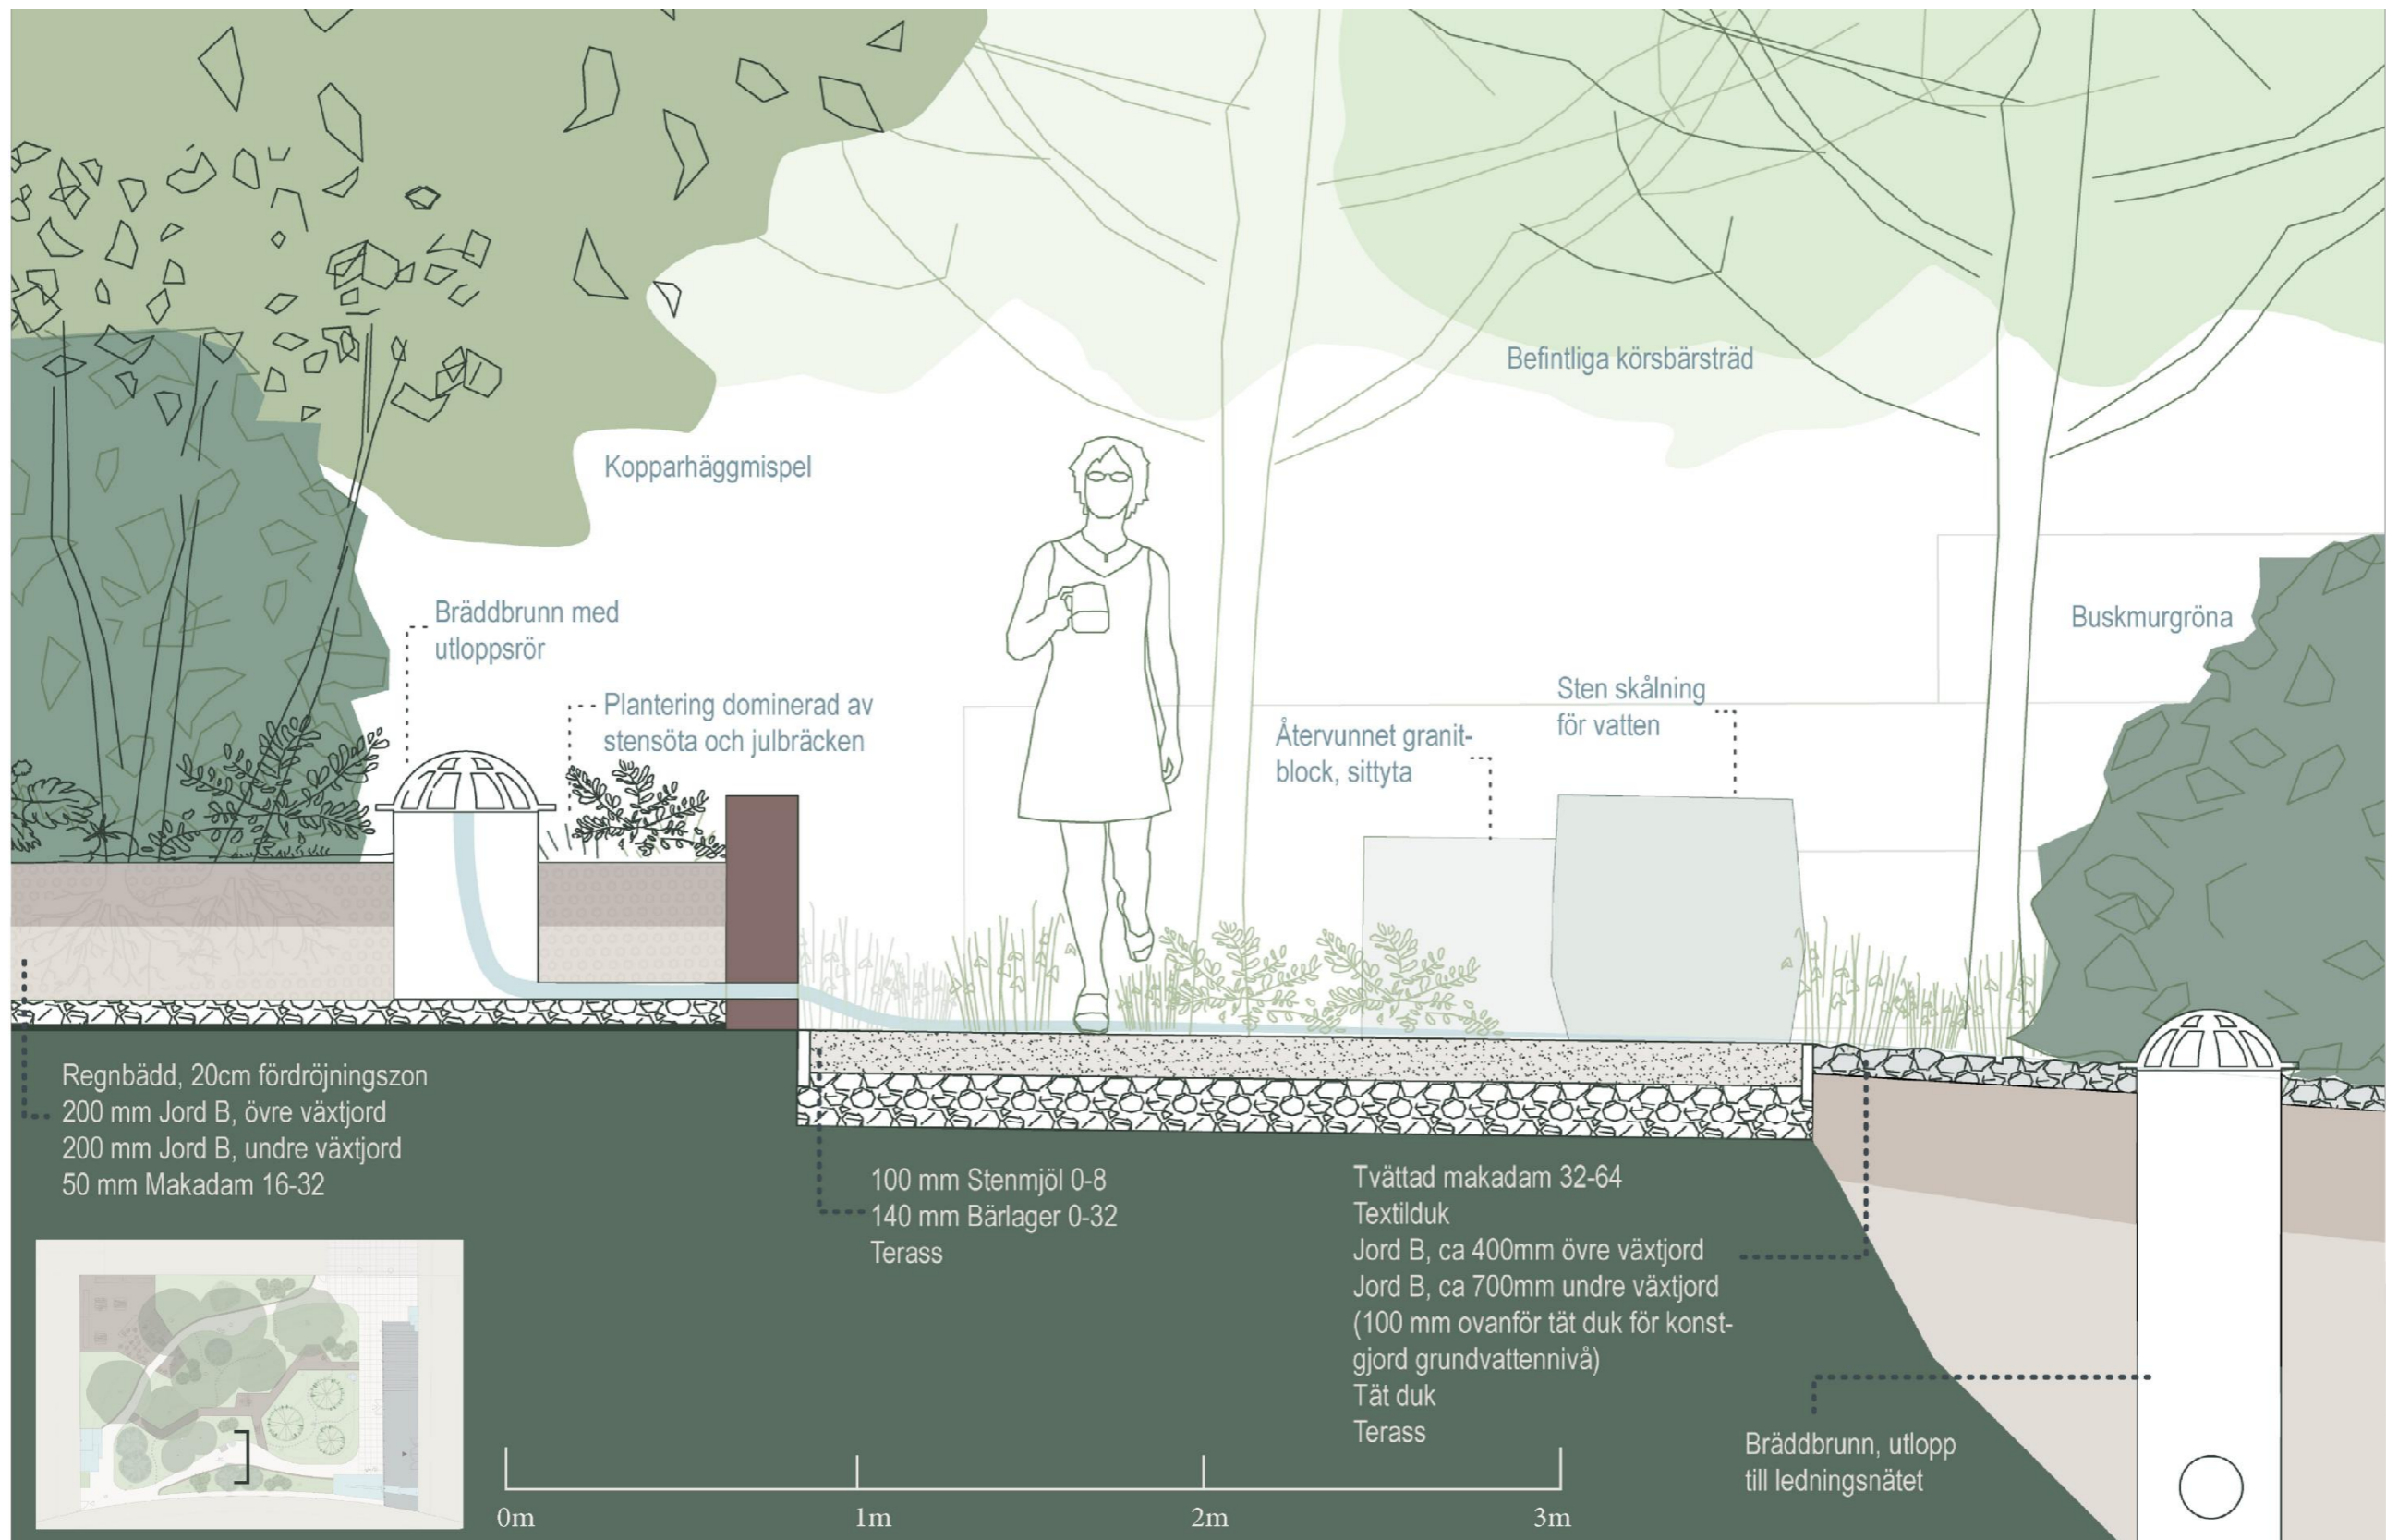 Befintliga körsbärsträd
Kopparhäggmispel
Bräddbrunn med
utloppsrör
Buskmurgröna
Plantering dominerad av
stensöta och julbräcken
Sten skålning
för vatten
Återvunnet granit-
block, sittyta
Regnbädd, 20cm fördröjningszon
200 mm Jord B, övre växtjord
200 mm Jord B, undre växtjord
50 mm Makadam 16-32
100 mm Stenmjöl 0-8
140 mm Bärlager 0-32
Terass
Tvättad makadam 32-64
Textilduk
Jord B, ca 400mm övre växtjord
Jord B, ca 700mm undre växtjord
(100 mm ovanför tät duk för konst-
gjord grundvattennivå)
Tät duk
Terass
Bräddbrunn, utlopp
till ledningsnätet
0m
1m
2m
3m